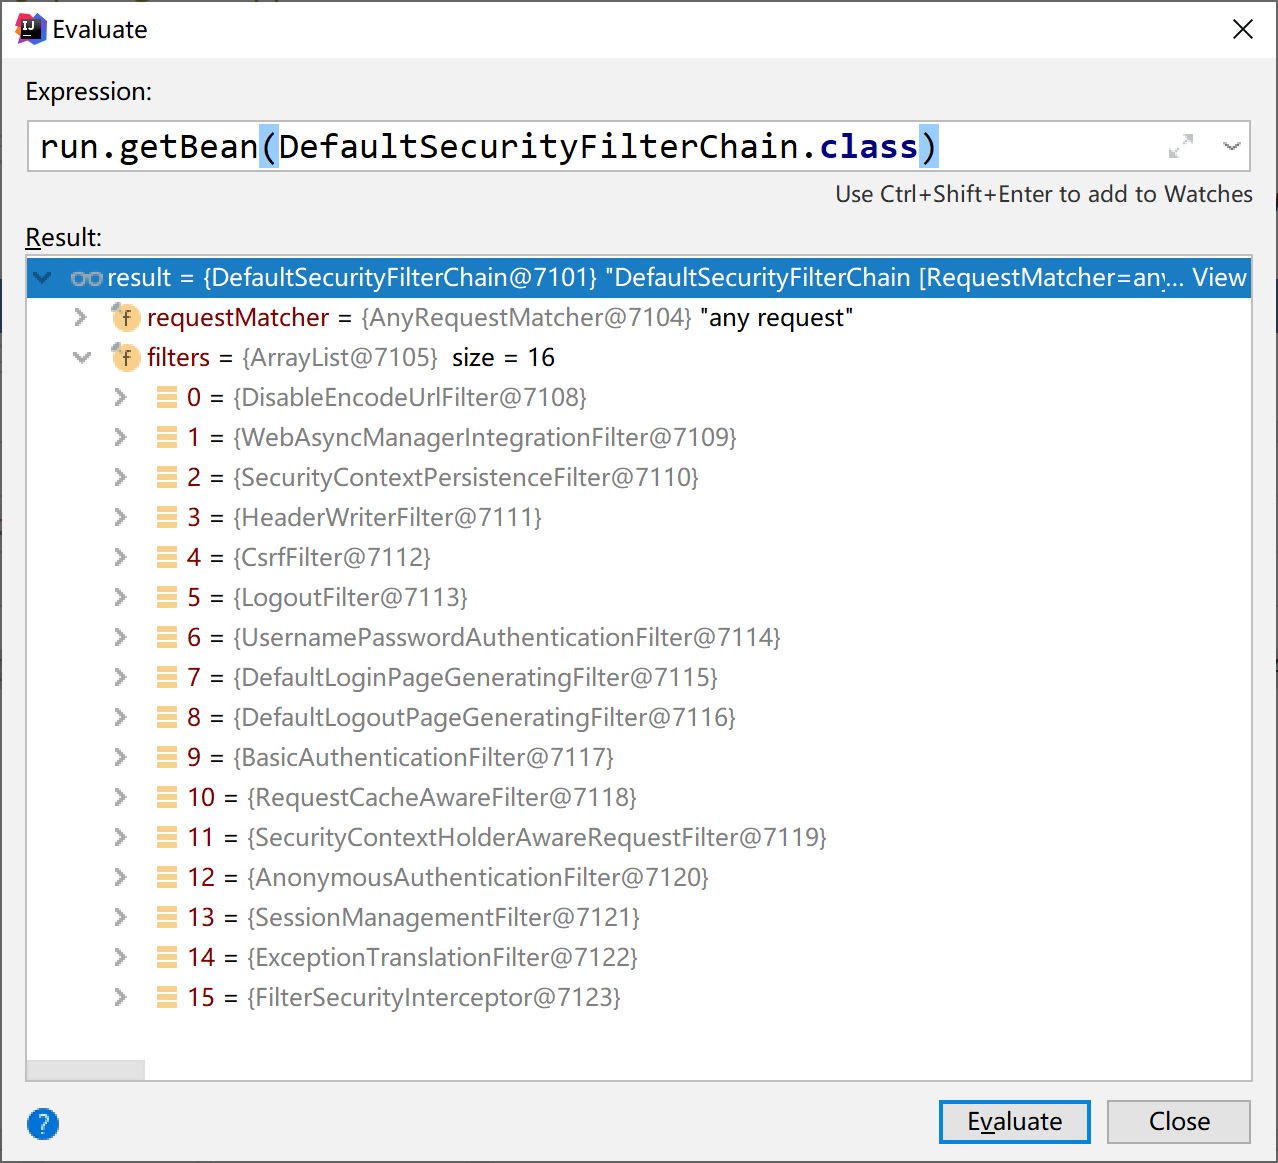 Evaluate
Expression:
run.getBean(DefaultSecurityFilterChain.class)
Use Ctrl+Shift+Enter to add to Watches
Result:
result = {DefaultSecurityFilterChain@7101} "DefaultSecurityFilterChain [RequestMatcher=any... View
requestMatcher = {AnyRequestMatcher@7104} "any request"
filters = {ArrayList@7105} size = 16
0 = {DisableEncodeUrlFilter@7108}
1 = {WebAsyncManagerIntegrationFilter@7109}
2 = {SecurityContextPersistenceFilter@7110}
3 = {HeaderWriterFilter@7111}
4 = {CsrfFilter@7112}
5 = {LogoutFilter@7113}
6 = {UsernamePasswordAuthenticationFilter@7114}
7 = {DefaultLoginPageGeneratingFilter@7115}
8 = {DefaultLogoutPageGeneratingFilter@7116}
9 = {BasicAuthenticationFilter@7117}
10 = {RequestCacheAwareFilter@7118}
11 = {SecurityContextHolderAwareRequestFilter@7119}
12 = {AnonymousAuthenticationFilter@7120}
13 = {SessionManagementFilter@7121}
14 = {ExceptionTranslationFilter@7122}
15 = {FilterSecurityInterceptor@7123}
Evaluate Close